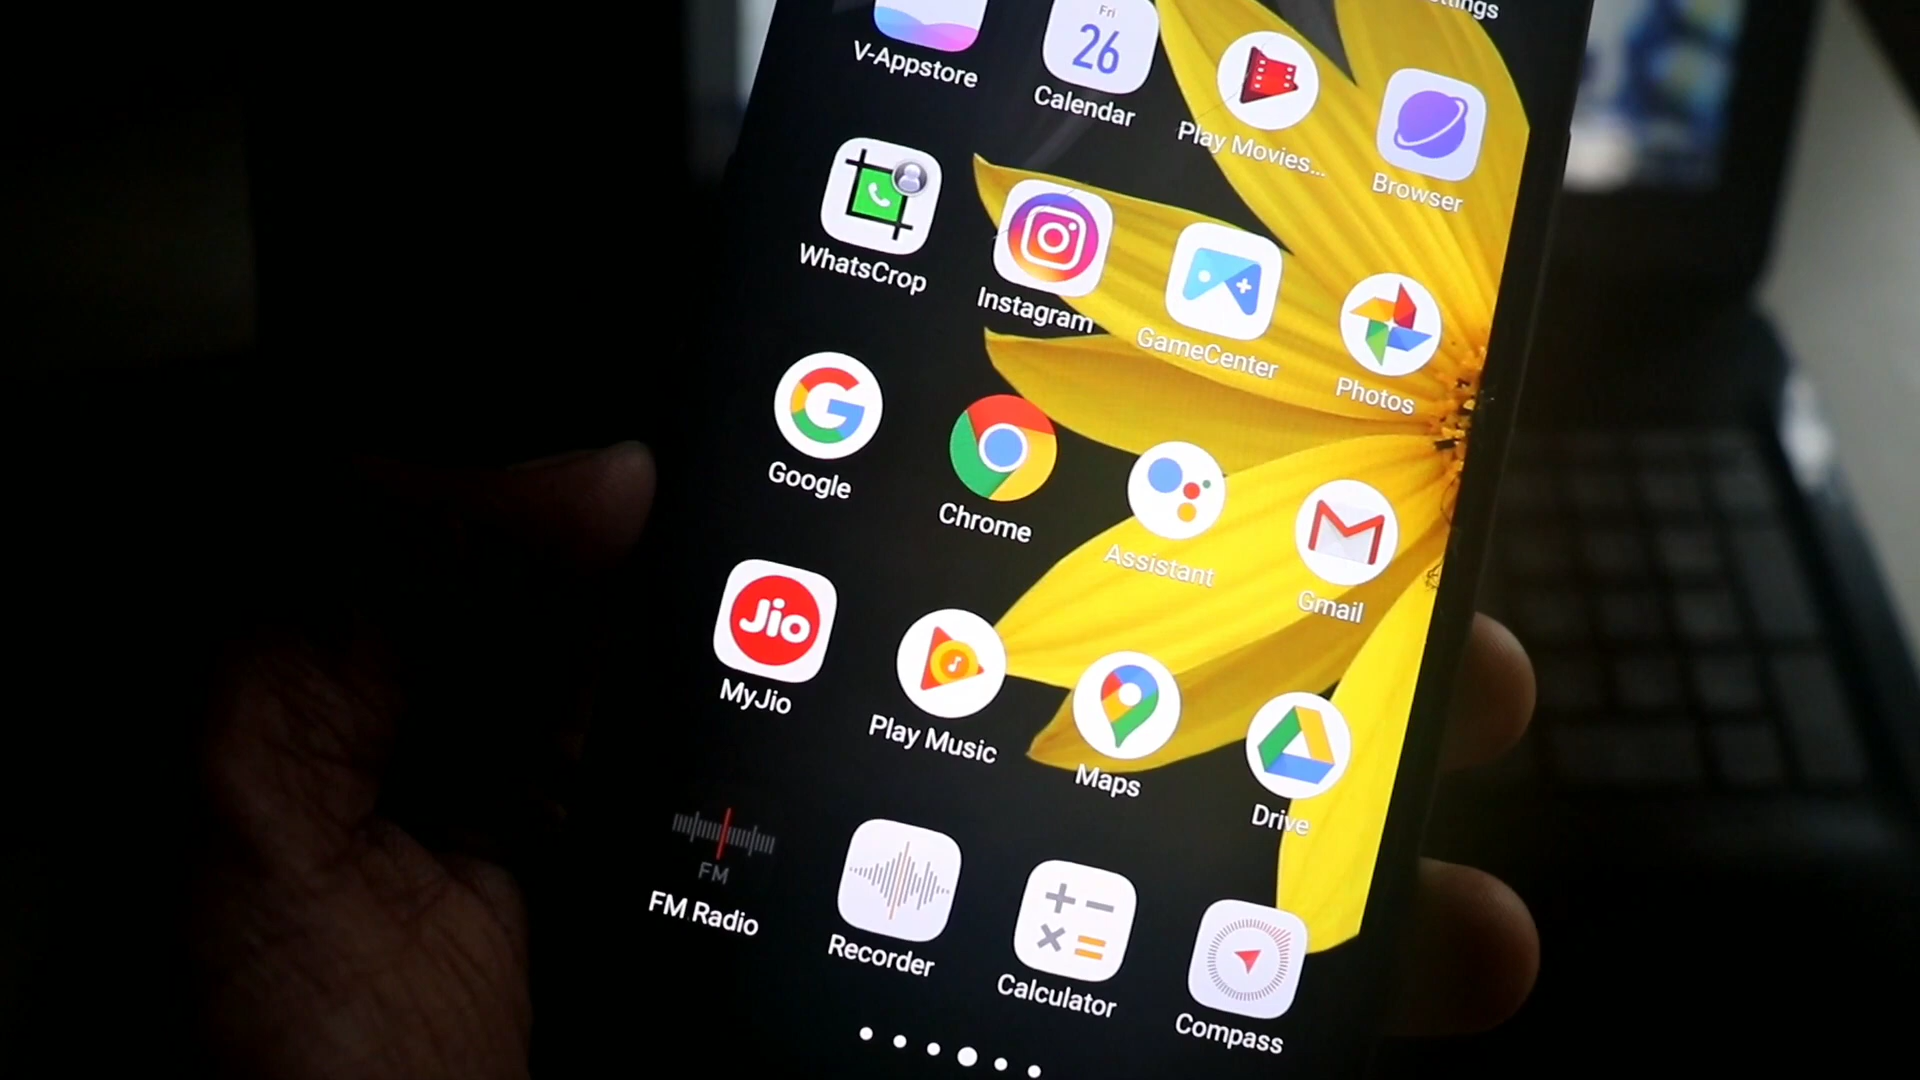 Fri
26
V-Appstore
Calendar
Play Movies...
Browser
WhatsCrop
Instagram
GameCenter
Photos
Google
Chrome
Assistant
Gmail
Jio
MyJio
Play Music
Maps
Drive
FM
FM Radio
Recorder
Calculator
Compass